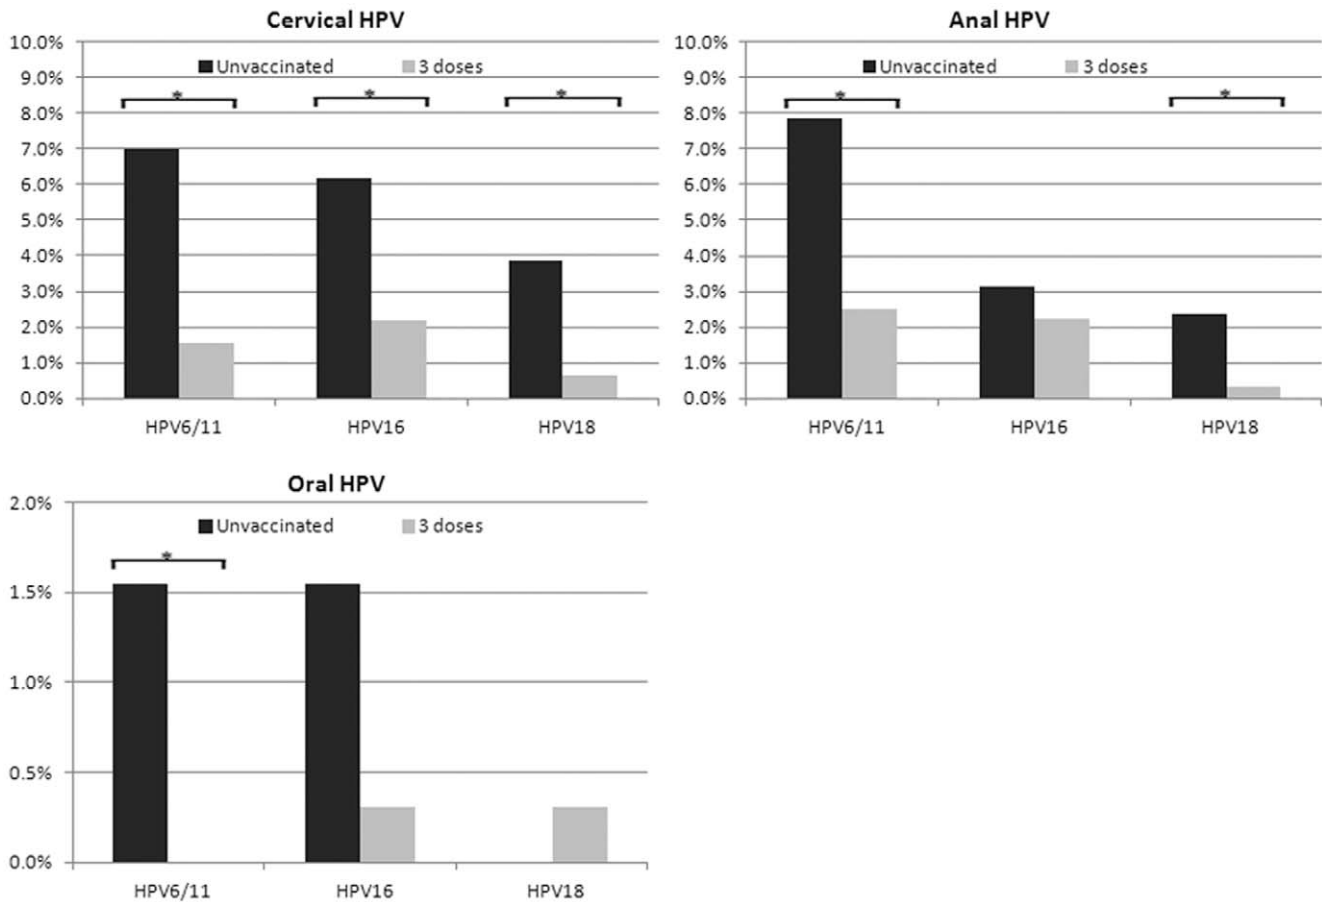 Cervical HPV
10.0%
9.0%
8.0%
7.0%
6.0%
5.0%
4.0%
3.0%
2.0%
1.0%
0.0%
Unvaccinated 3 doses
* * *
HPV6/11 HPV16 HPV18
Anal HPV
10.0%
9.0%
8.0%
7.0%
6.0%
5.0%
4.0%
3.0%
2.0%
1.0%
0.0%
Unvaccinated 3 doses
* *
HPV6/11 HPV16 HPV18
Oral HPV
2.0%
1.5%
1.0%
0.5%
0.0%
Unvaccinated 3 doses
*
HPV6/11 HPV16 HPV18